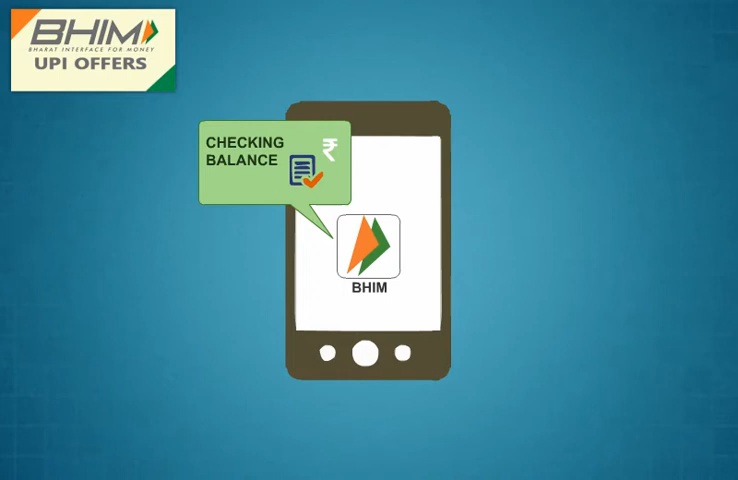 BHIM
BHARAT INTERFACE FOR MONEY
UPI OFFERS
CHECKING
BALANCE
₹
BHIM